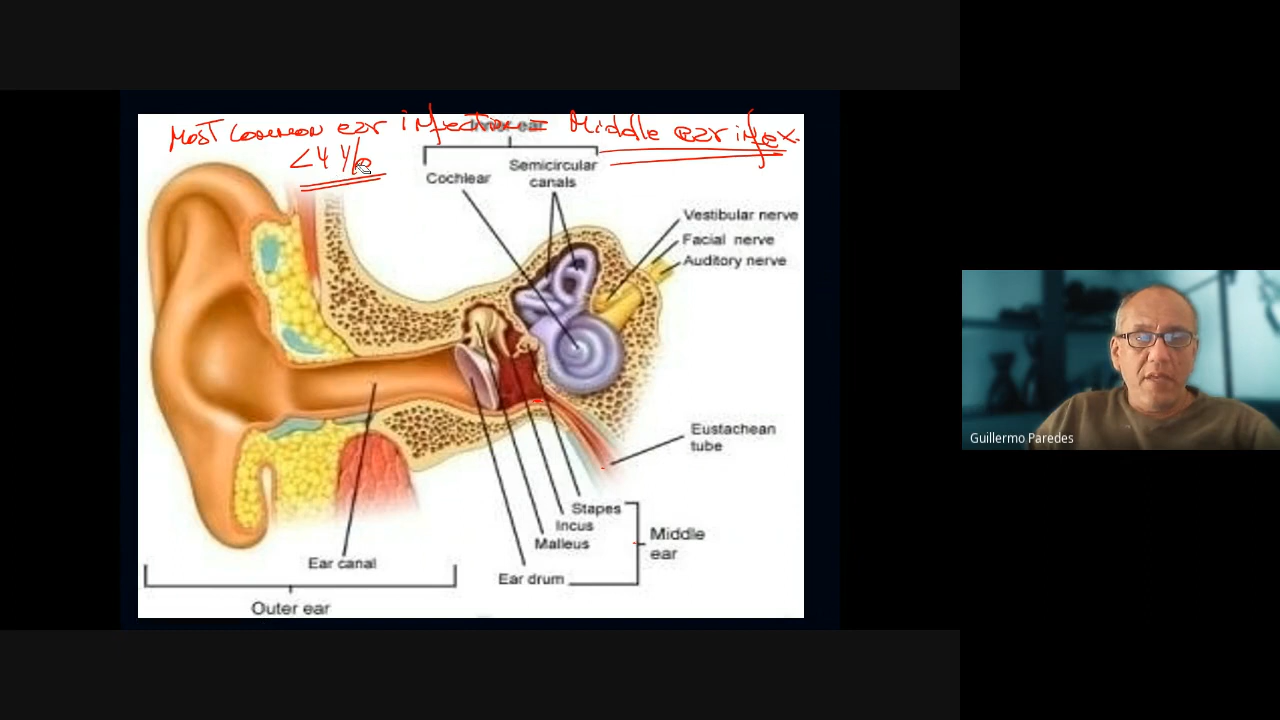 Most common ear infection = Middle ear infex.
<4 y/o
Inner ear
Cochlear
Semicircular
canals
Vestibular nerve
Facial nerve
Auditory nerve
Eustachean
tube
Stapes
Incus
Malleus
Middle
ear
Ear canal
Ear drum
Outer ear
Guillermo Paredes